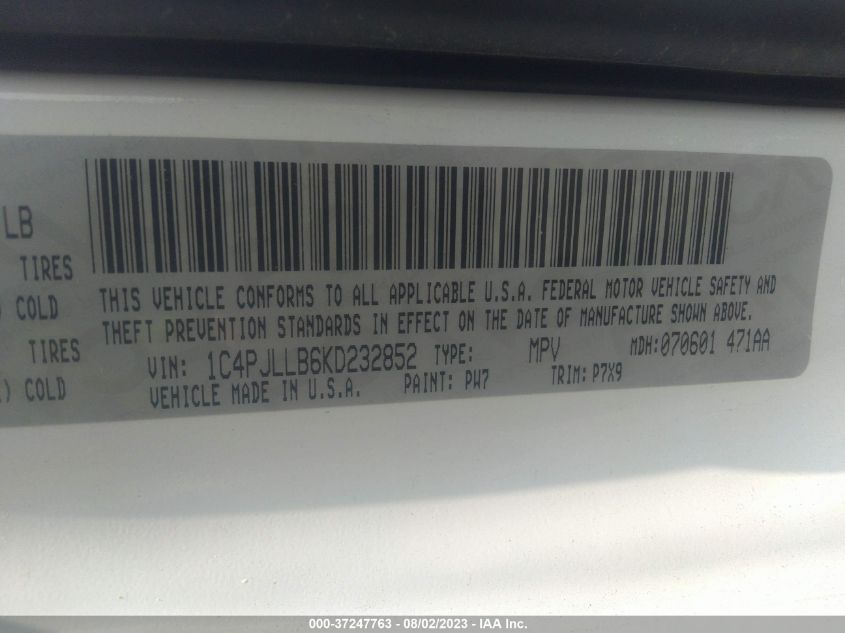 LB
TIRES
COLD
TIRES
) COLD
THIS VEHICLE CONFORMS TO ALL APPLICABLE U.S.A. FEDERAL MOTOR VEHICLE SAFETY AND
THEFT PREVENTION STANDARDS IN EFFECT ON THE DATE OF MANUFACTURE SHOWN ABOVE.
VIN: 1C4PJLLB6KD232852 TYPE: MPV MDH:070601 471AA
VEHICLE MADE IN U.S.A. PAINT: PW7 TRIM: P7X9
000-37247763 - 08/02/2023 - IAA Inc.